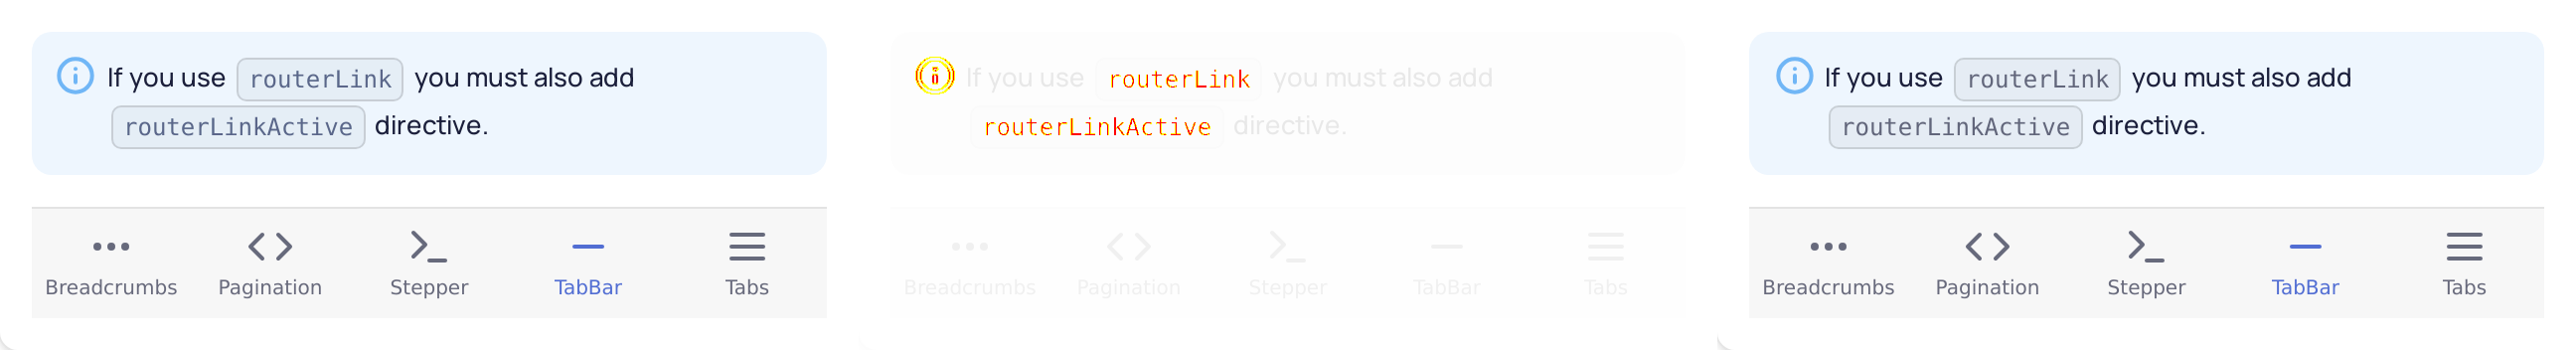 If you use routerLink you must also add
routerLinkActive directive.
Breadcrumbs Pagination Stepper TabBar Tabs
If you use routerLink you must also add
routerLinkActive directive.
Breadcrumbs Pagination Stepper TabBar Tabs
If you use routerLink you must also add
routerLinkActive directive.
Breadcrumbs Pagination Stepper TabBar Tabs